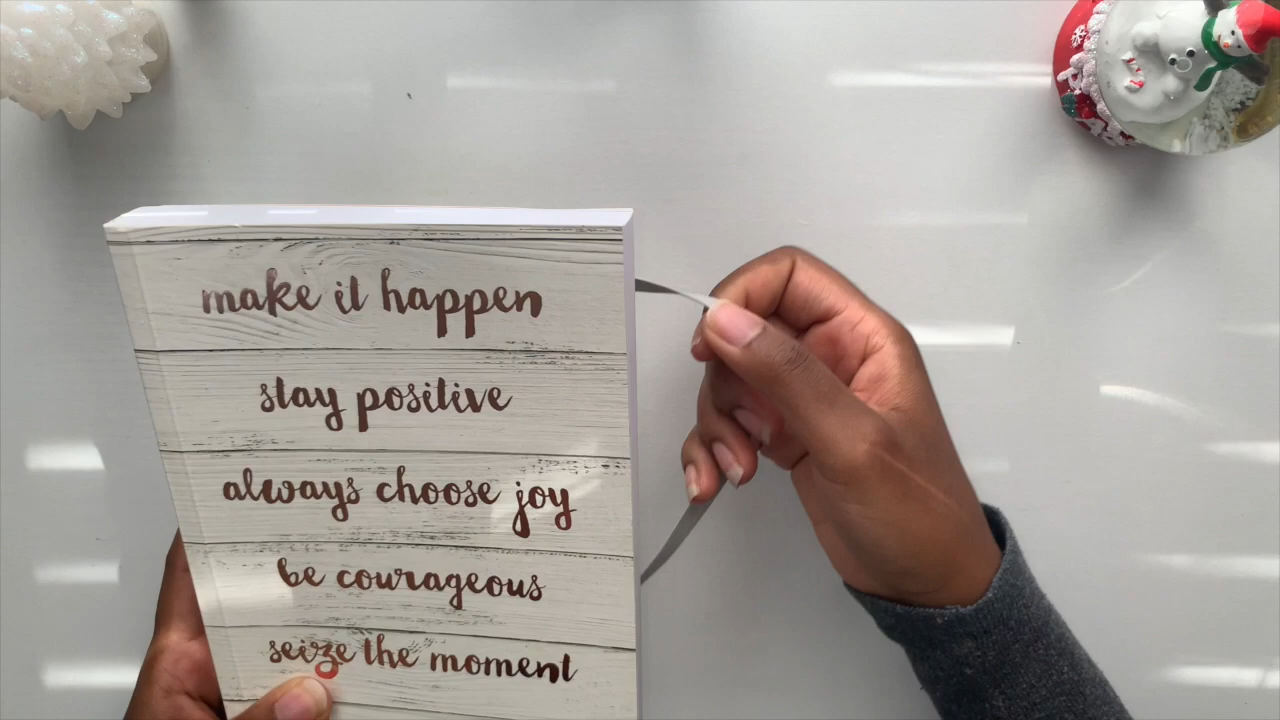 make it happen
stay positive
always choose joy
be courageous
seize the moment